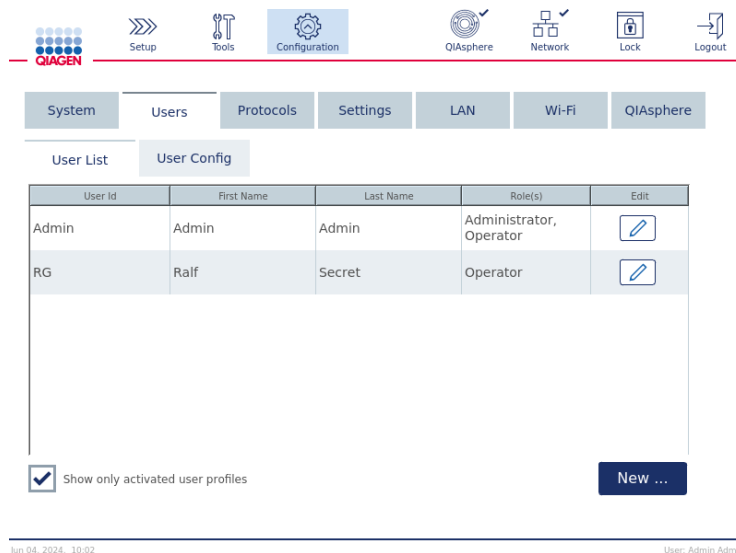 QIAGEN
Setup
Tools
Configuration
QIAsphere
Network
Lock
Logout
System
Users
Protocols
Settings
LAN
Wi-Fi
QIAsphere
User List
User Config
User Id
First Name
Last Name
Role(s)
Edit
Admin
Admin
Admin
Administrator,
Operator
RG
Ralf
Secret
Operator
Show only activated user profiles
New ...
Jun 04. 2024. 10:02
User: Admin Adm